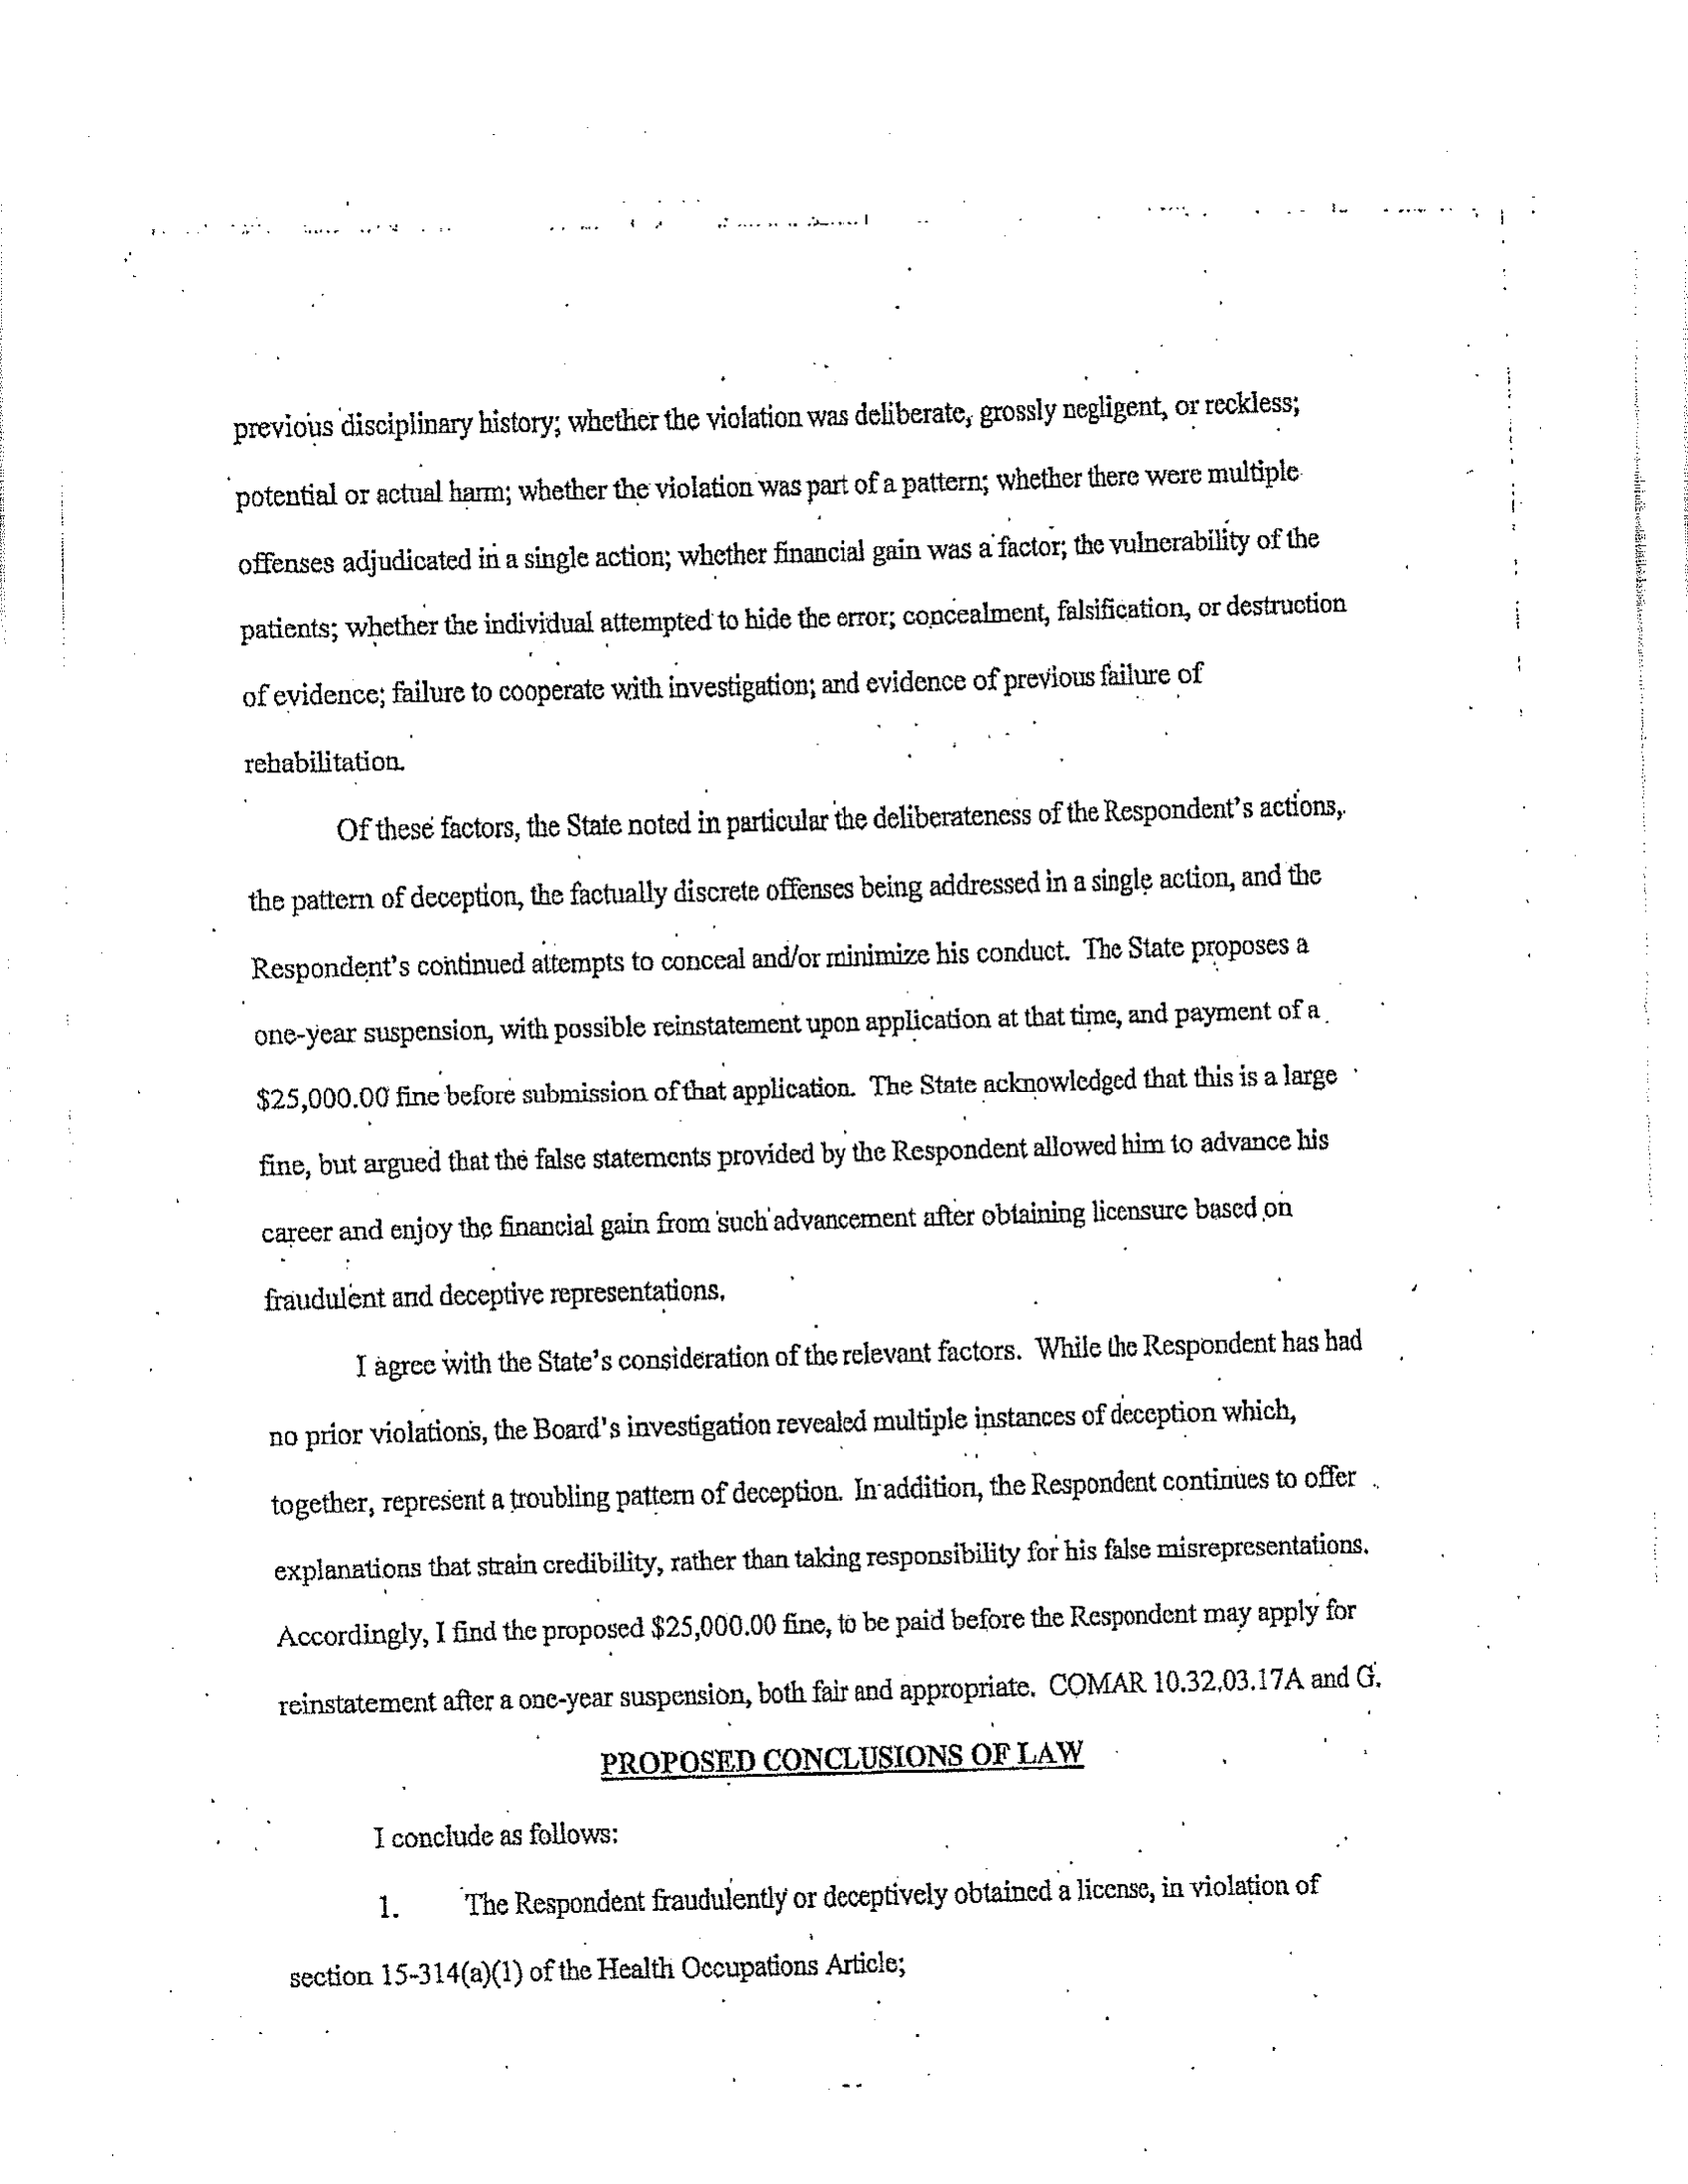 previous disciplinary history; whether the violation was deliberate, grossly negligent, or reckless;
potential or actual harm; whether the violation was part of a pattern; whether there were multiple
offenses adjudicated in a single action; whether financial gain was a factor; the vulnerability of the
patients; whether the individual attempted to hide the error; concealment, falsification, or destruction
of evidence; failure to cooperate with investigation; and evidence of previous failure of
rehabilitation.
Of these factors, the State noted in particular the deliberateness of the Respondent's actions,
the pattern of deception, the factually discrete offenses being addressed in a single action, and the
Respondent's continued attempts to conceal and/or minimize his conduct. The State proposes a
one-year suspension, with possible reinstatement upon application at that time, and payment of a
$25,000.00 fine before submission of that application. The State acknowledged that this is a large
fine, but argued that the false statements provided by the Respondent allowed him to advance his
career and enjoy the financial gain from such advancement after obtaining licensure based on
fraudulent and deceptive representations.
I agree with the State's consideration of the relevant factors. While the Respondent has had
no prior violations, the Board's investigation revealed multiple instances of deception which,
together, represent a troubling pattern of deception. In addition, the Respondent continues to offer
explanations that strain credibility, rather than taking responsibility for his false misrepresentations.
Accordingly, I find the proposed $25,000.00 fine, to be paid before the Respondent may apply for
reinstatement after a one-year suspension, both fair and appropriate. COMAR 10.32.03.17A and G.
PROPOSED CONCLUSIONS OF LAW
I conclude as follows:
1. The Respondent fraudulently or deceptively obtained a license, in violation of
section 15-314(a)(1) of the Health Occupations Article;